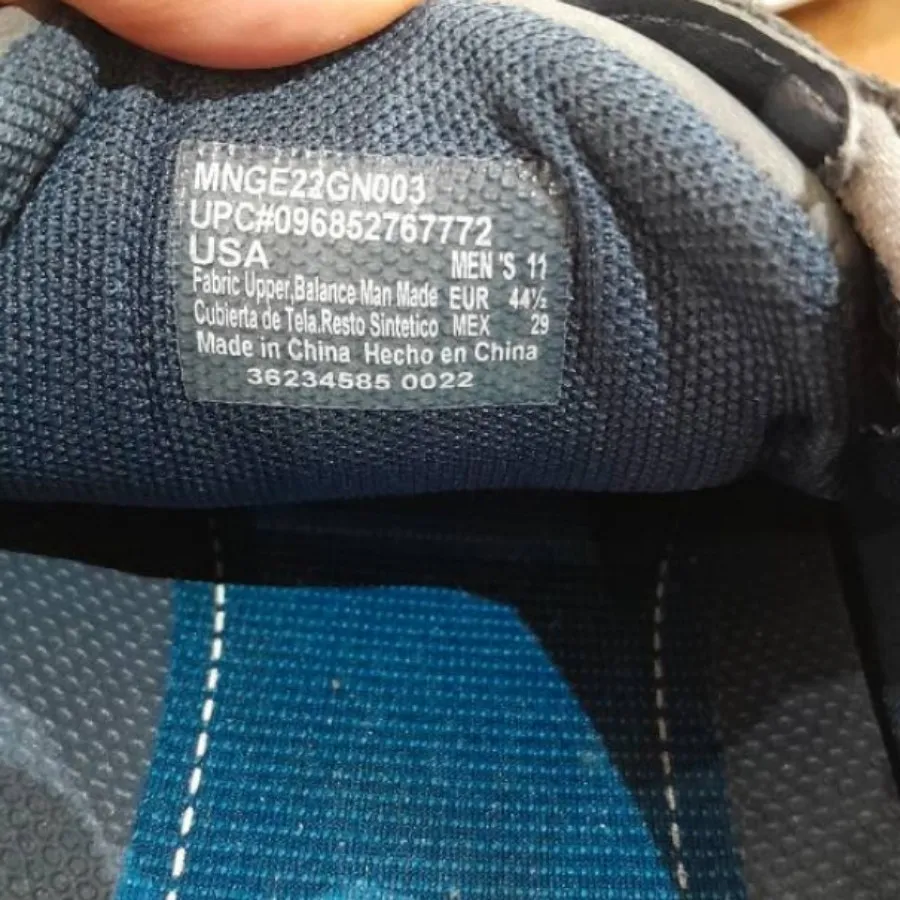 MNGE22GN003
UPC#096852767772
USA MEN 'S 11
Fabric Upper,Balance Man Made EUR 44½
Cubierta de Tela.Resto Sintetico MEX 29
Made in China Hecho en China
36234585 0022